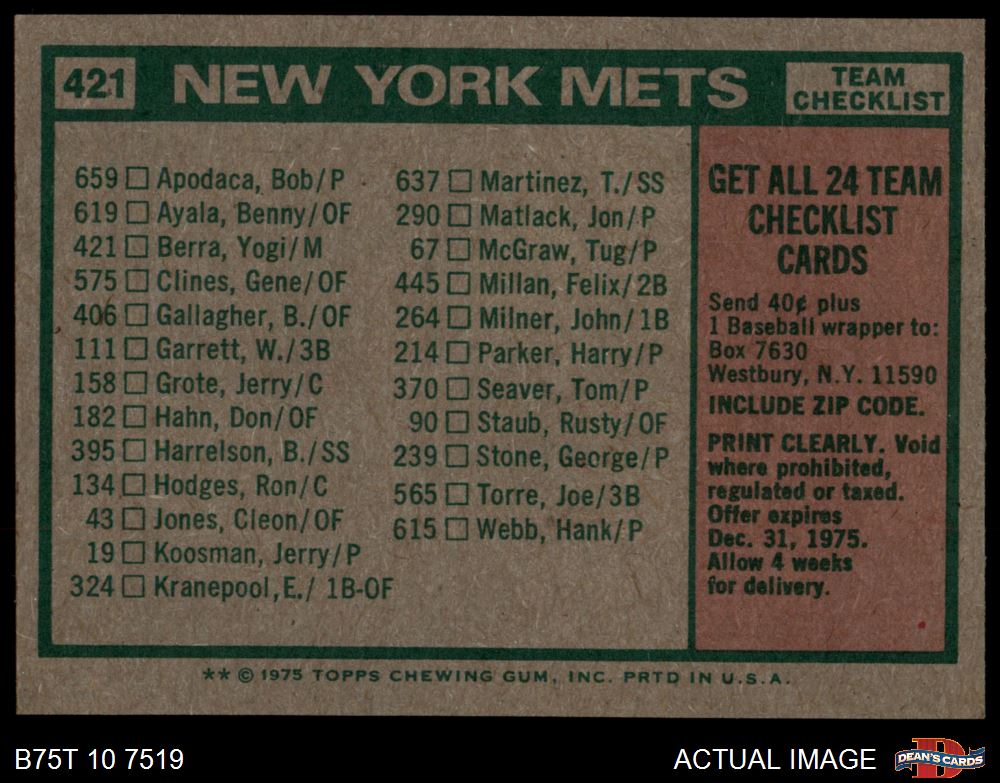 421
NEW YORK METS
TEAM
CHECKLIST
659 ☐ Apodaca, Bob/P
619 ☐ Ayala, Benny/OF
421 ☐ Berra, Yogi/M
575 ☐ Clines, Gene/OF
406 ☐ Gallagher, B./OF
111 ☐ Garrett, W./3B
158 ☐ Grote, Jerry/C
182 ☐ Hahn, Don/OF
395 ☐ Harrelson, B./SS
134 ☐ Hodges, Ron/C
43 ☐ Jones, Cleon/OF
19 ☐ Koosman, Jerry/P
324 ☐ Kranepool,E./ 1B-OF
637 ☐ Martinez, T./SS
290 ☐ Matlack, Jon/P
67 ☐ McGraw, Tug/P
445 ☐ Millan, Felix/2B
264 ☐ Milner, John/1B
214 ☐ Parker, Harry/P
370 ☐ Seaver, Tom/P
90 ☐ Staub, Rusty/OF
239 ☐ Stone, George/P
565 ☐ Torre, Joe/3B
615 ☐ Webb, Hank/P
GET ALL 24 TEAM
CHECKLIST
CARDS
Send 40¢ plus
1 Baseball wrapper to:
Box 7630
Westbury, N.Y. 11590
INCLUDE ZIP CODE.
PRINT CLEARLY. Void
where prohibited,
regulated or taxed.
Offer expires
Dec. 31, 1975.
Allow 4 weeks
for delivery.
** © 1975 TOPPS CHEWING GUM, INC. PRTD IN U.S.A.
B75T 10 7519
ACTUAL IMAGE
DEAN'S CARDS